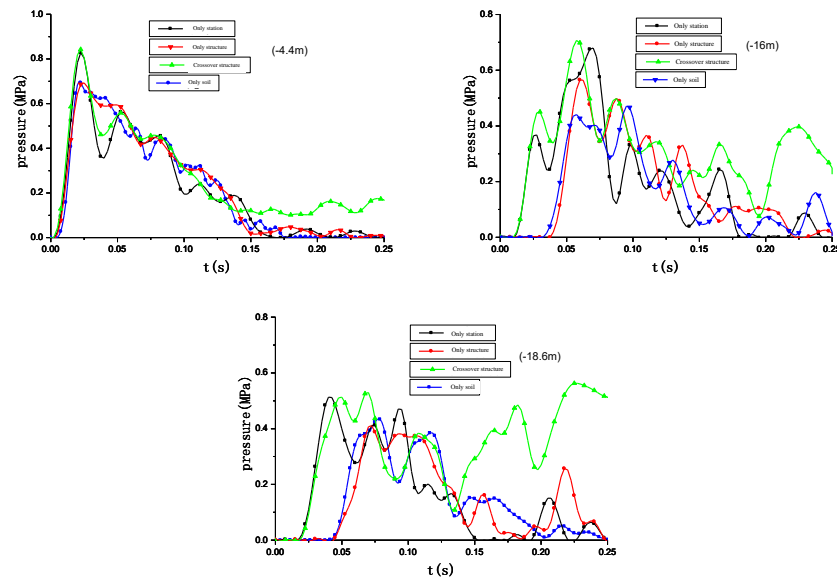 1.0
0.8
0.6
0.4
0.2
0.0
pressure(MPa)
0.00 0.05 0.10 0.15 0.20 0.25
t(s)
Only station
Only structure
Crossover structure
Only soil
(-4.4m)
0.8
0.6
0.4
0.2
0.0
pressure(MPa)
0.00 0.05 0.10 0.15 0.20 0.25
t(s)
Only station
Only structure
Crossover structure
Only soil
(-16m)
0.8
0.6
0.4
0.2
0.0
pressure(MPa)
0.00 0.05 0.10 0.15 0.20 0.25
t(s)
Only station
Only structure
Crossover structure
Only soil
(-18.6m)